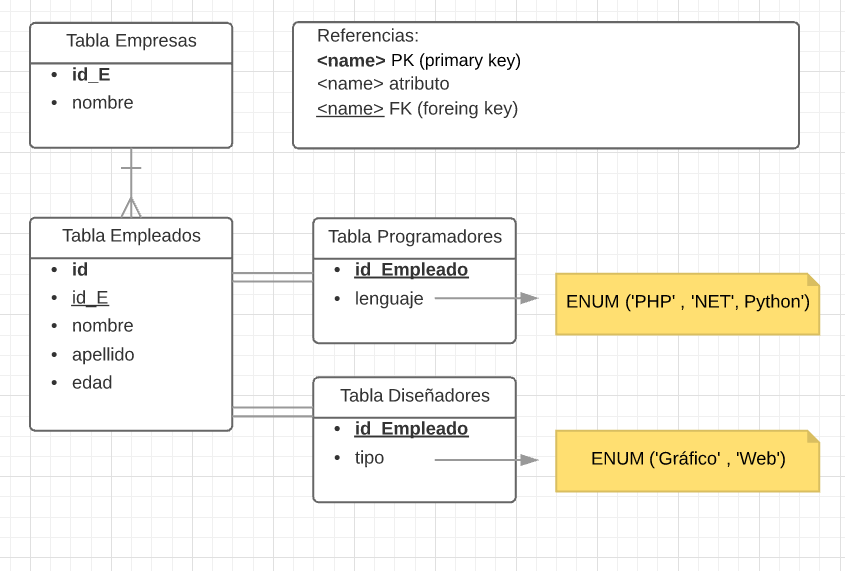 Tabla Empresas
• id_E
• nombre
Referencias:
<name> PK (primary key)
<name> atributo
<name> FK (foreing key)
Tabla Empleados
• id
• id_E
• nombre
• apellido
• edad
Tabla Programadores
• id_Empleado
• lenguaje
ENUM ('PHP' , 'NET', Python')
Tabla Diseñadores
• id_Empleado
• tipo
ENUM ('Gráfico' , 'Web')